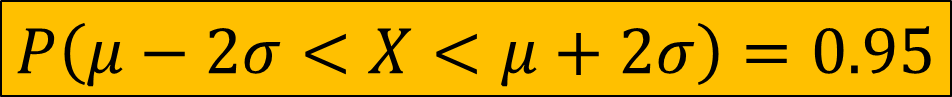 P(μ − 2σ < X < μ + 2σ) = 0.95